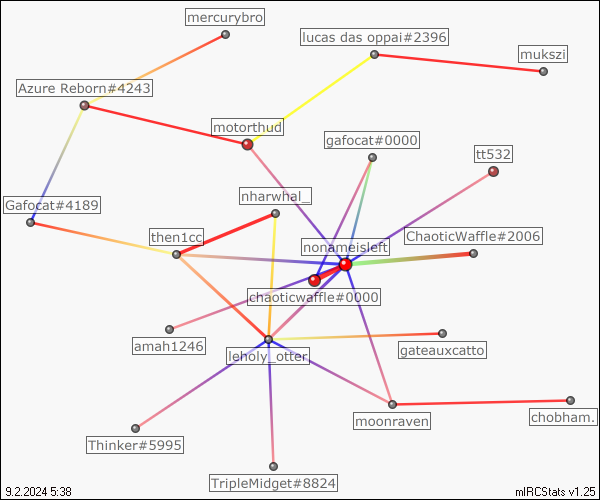 mercurybro
lucas das oppai#2396
mukszi
Azure Reborn#4243
motorthud
gafocat#0000
tt532
nharwhal_
Gafocat#4189
then1cc
nonameisleft
ChaoticWaffle#2006
chaoticwaffle#0000
amah1246
leholy_otter
gateauxcatto
moonraven
chobham.
Thinker#5995
TripleMidget#8824
9.2.2024 5:38
mIRCStats v1.25